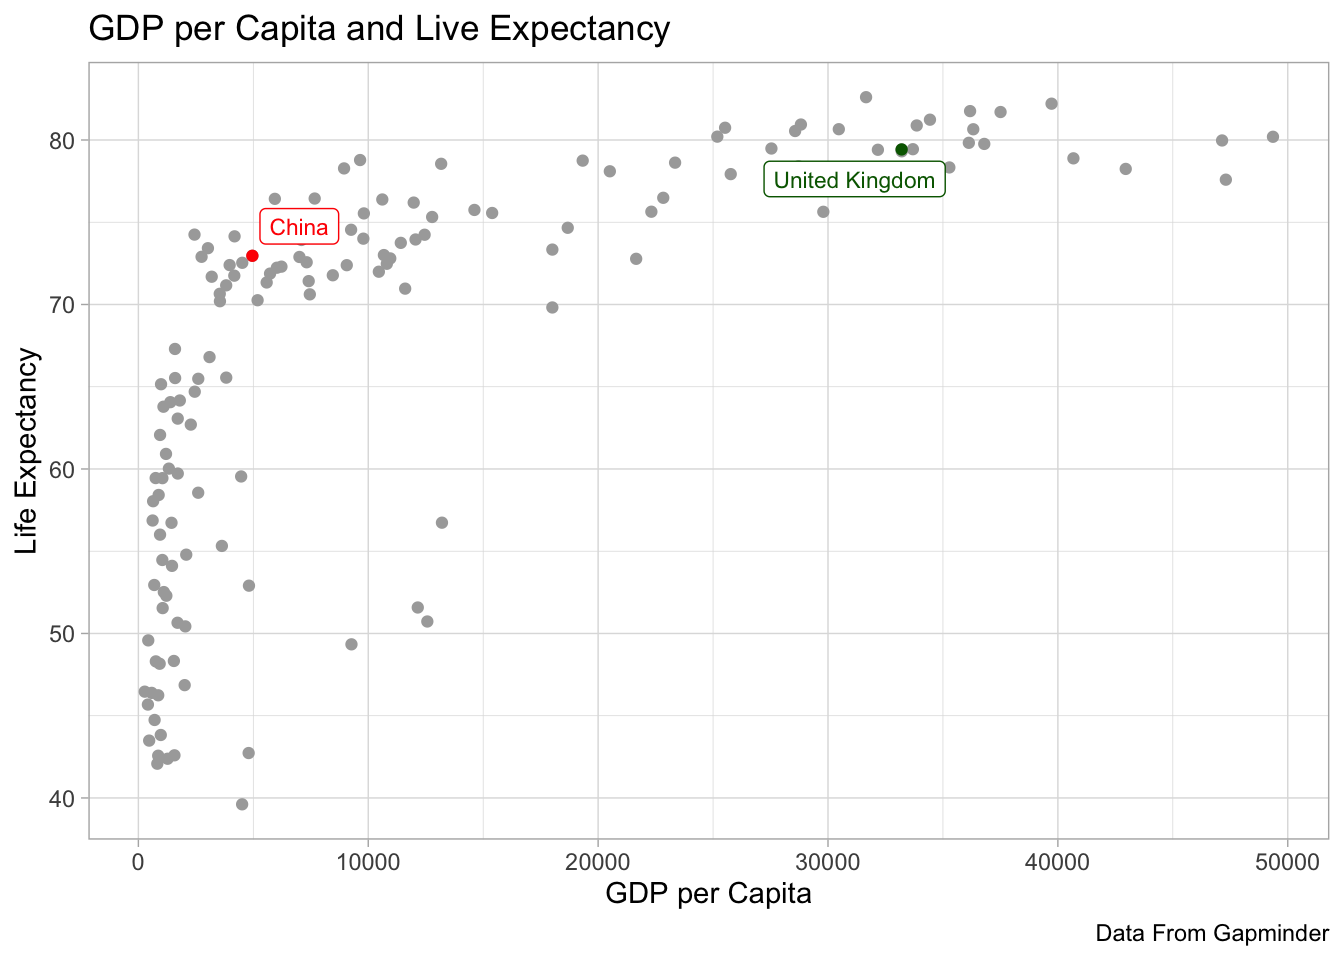 GDP per Capita and Live Expectancy
80
70
60
50
40
Life Expectancy
China
United Kingdom
0 10000 20000 30000 40000 50000
GDP per Capita
Data From Gapminder